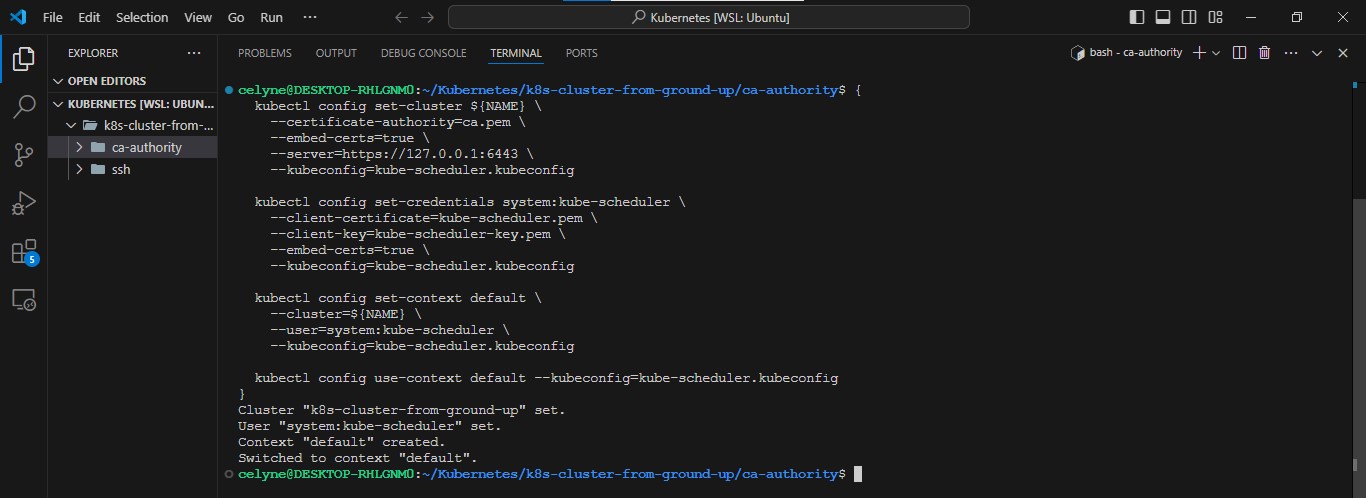 File Edit Selection View Go Run ···
Kubernetes [WSL: Ubuntu]
EXPLORER ···
OPEN EDITORS
KUBERNETES [WSL: UBUN...
k8s-cluster-from-...
ca-authority
ssh
5
PROBLEMS OUTPUT DEBUG CONSOLE TERMINAL PORTS
bash - ca-authority
celyne@DESKTOP-RHLGNM0:~/Kubernetes/k8s-cluster-from-ground-up/ca-authority$ {
kubectl config set-cluster ${NAME} \
--certificate-authority=ca.pem \
--embed-certs=true \
--server=https://127.0.0.1:6443 \
--kubeconfig=kube-scheduler.kubeconfig
kubectl config set-credentials system:kube-scheduler \
--client-certificate=kube-scheduler.pem \
--client-key=kube-scheduler-key.pem \
--embed-certs=true \
--kubeconfig=kube-scheduler.kubeconfig
kubectl config set-context default \
--cluster=${NAME} \
--user=system:kube-scheduler \
--kubeconfig=kube-scheduler.kubeconfig
kubectl config use-context default --kubeconfig=kube-scheduler.kubeconfig
}
Cluster "k8s-cluster-from-ground-up" set.
User "system:kube-scheduler" set.
Context "default" created.
Switched to context "default".
celyne@DESKTOP-RHLGNM0:~/Kubernetes/k8s-cluster-from-ground-up/ca-authority$